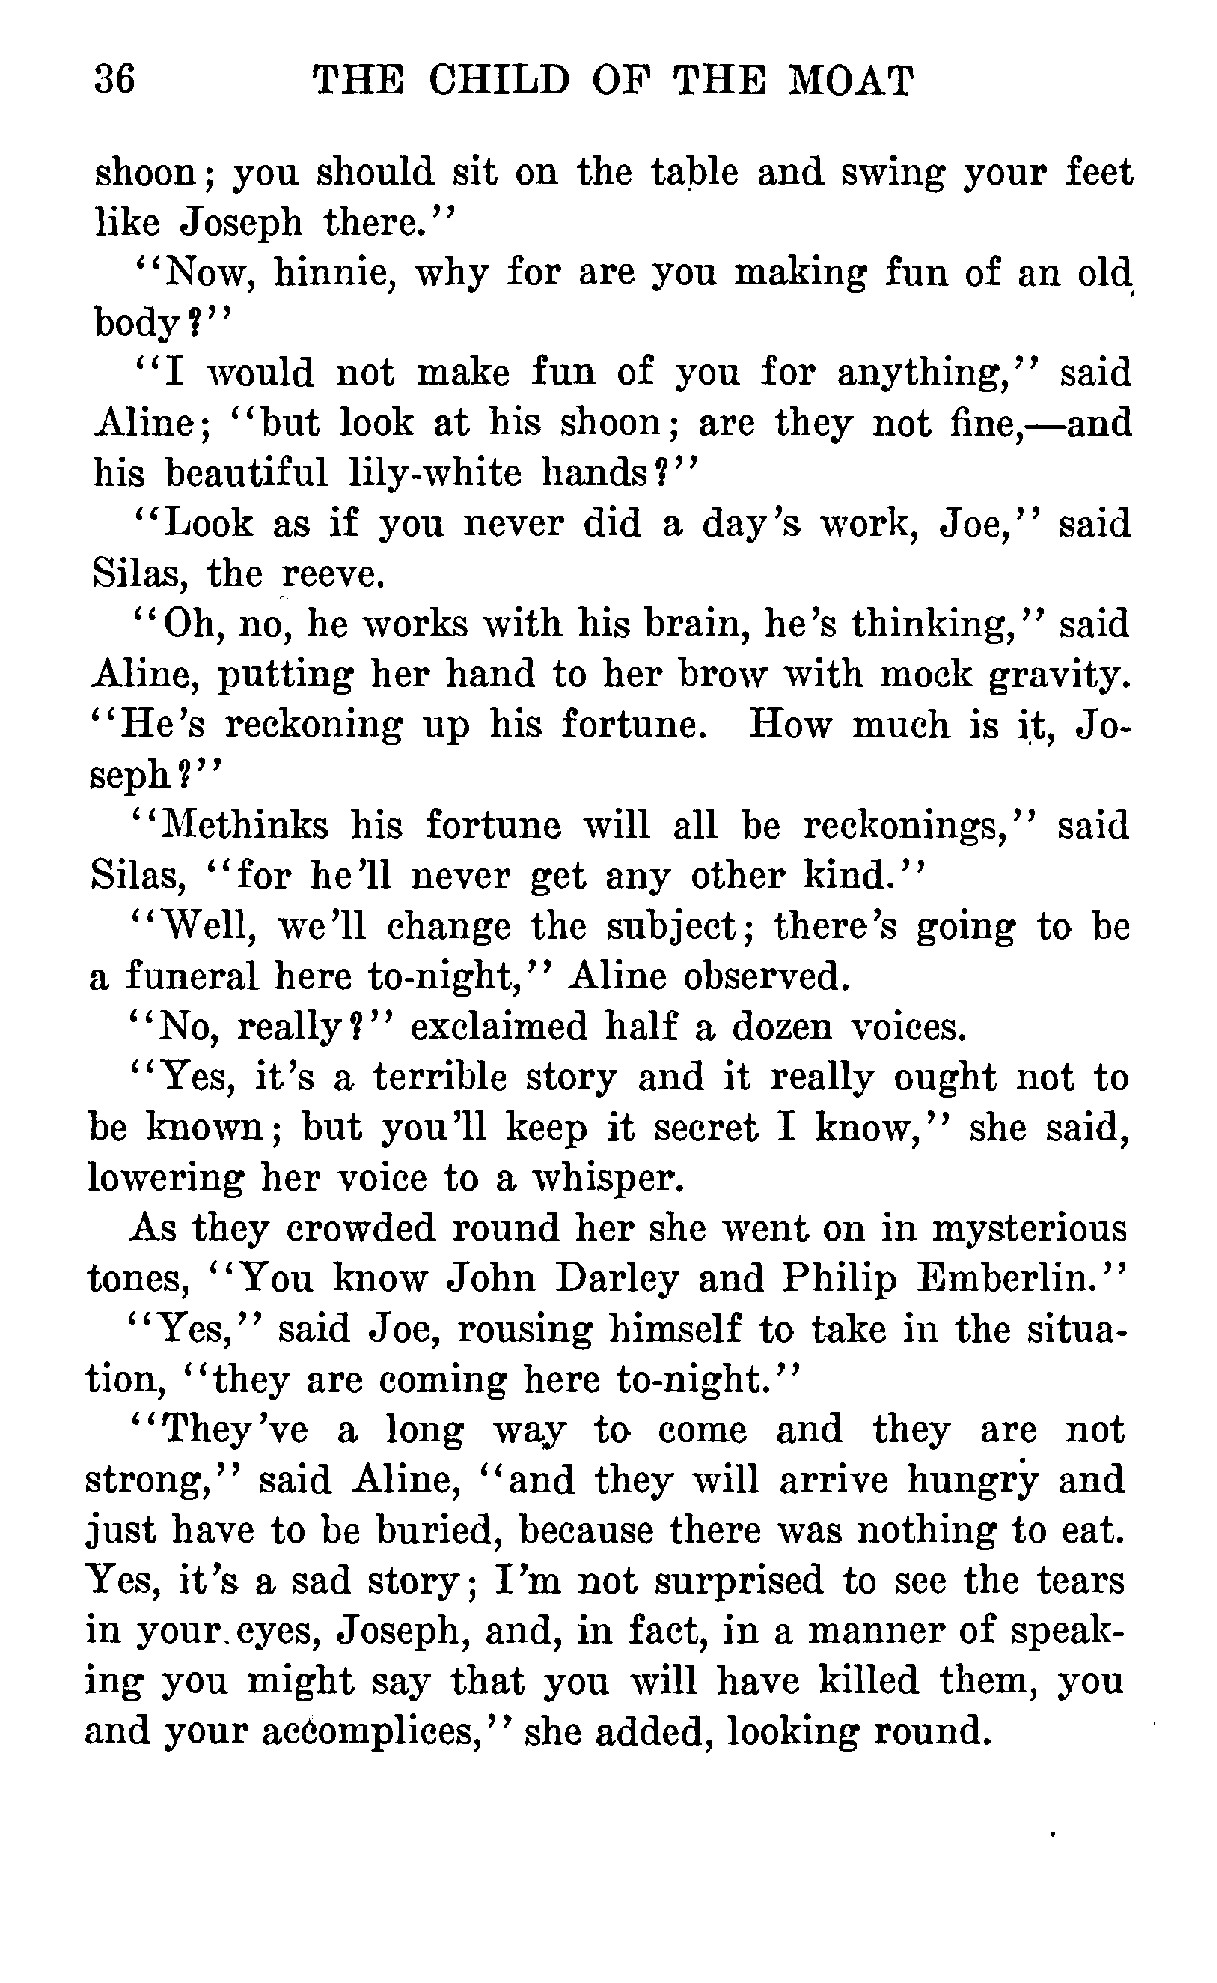 36 THE CHILD OF THE MOAT
shoon; you should sit on the table and swing your feet
like Joseph there."
"Now, hinnie, why for are you making fun of an old
body?"
"I would not make fun of you for anything," said
Aline; "but look at his shoon; are they not fine,—and
his beautiful lily-white hands?"
"Look as if you never did a day's work, Joe," said
Silas, the reeve.
"Oh, no, he works with his brain, he's thinking," said
Aline, putting her hand to her brow with mock gravity.
"He's reckoning up his fortune. How much is it, Jo-
seph?"
"Methinks his fortune will all be reckonings," said
Silas, "for he'll never get any other kind."
"Well, we'll change the subject; there's going to be
a funeral here to-night," Aline observed.
"No, really?" exclaimed half a dozen voices.
"Yes, it's a terrible story and it really ought not to
be known; but you'll keep it secret I know," she said,
lowering her voice to a whisper.
As they crowded round her she went on in mysterious
tones, "You know John Darley and Philip Emberlin."
"Yes," said Joe, rousing himself to take in the situa-
tion, "they are coming here to-night."
"They've a long way to come and they are not
strong," said Aline, "and they will arrive hungry and
just have to be buried, because there was nothing to eat.
Yes, it's a sad story; I'm not surprised to see the tears
in your eyes, Joseph, and, in fact, in a manner of speak-
ing you might say that you will have killed them, you
and your accomplices," she added, looking round.